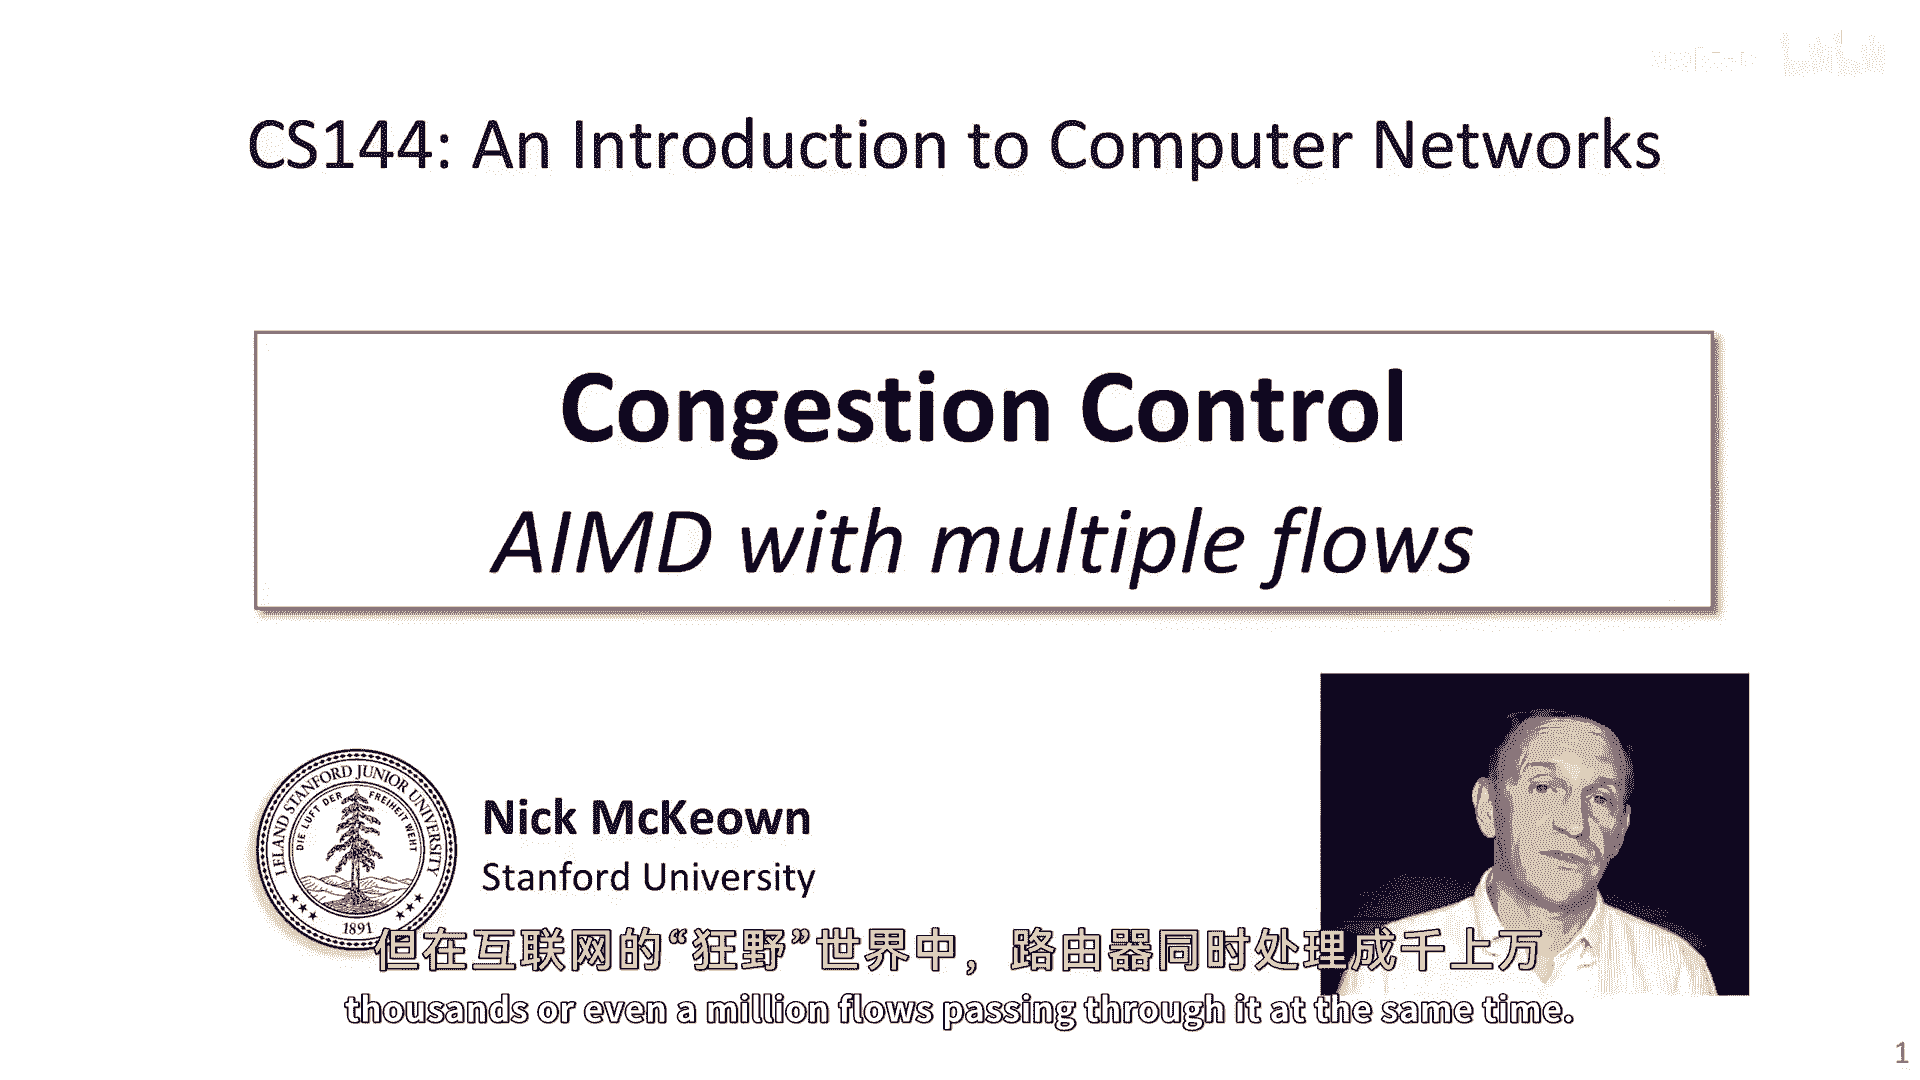 CS144: An Introduction to Computer Networks
Congestion Control
AIMD with multiple flows
LELAND STANFORD JUNIOR UNIVERSITY
DIE LUFT DER FREIHEIT WEHT
1891
Nick McKeown
Stanford University
但在互联网的“狂野”世界中，路由器同时处理成千上万
thousands or even a million flows passing through it at the same time.
1